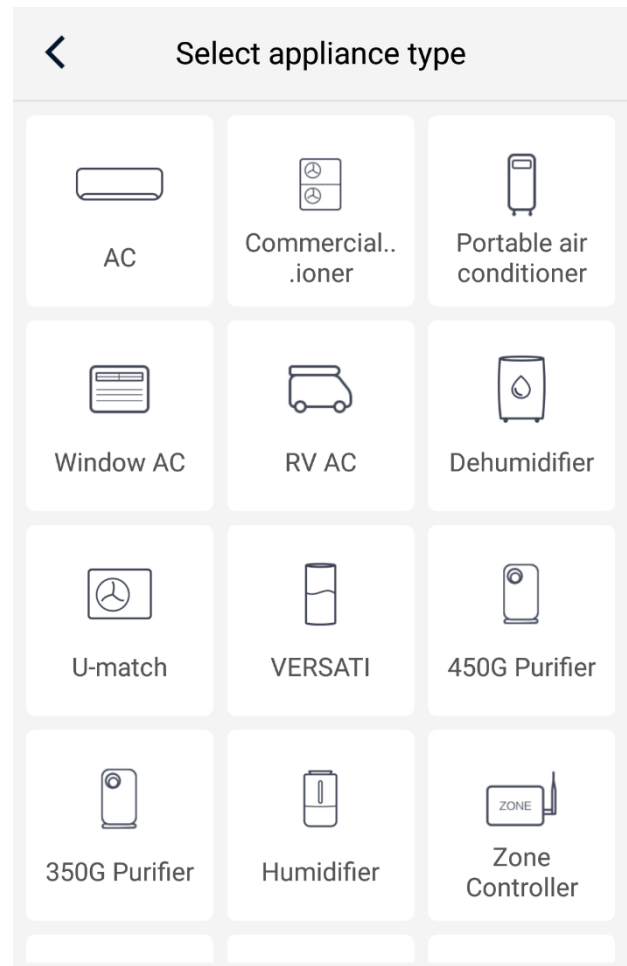 Select appliance type
AC
Commercial..
.ioner
Portable air
conditioner
Window AC
RV AC
Dehumidifier
U-match
VERSATI
450G Purifier
350G Purifier
Humidifier
ZONE
Zone
Controller